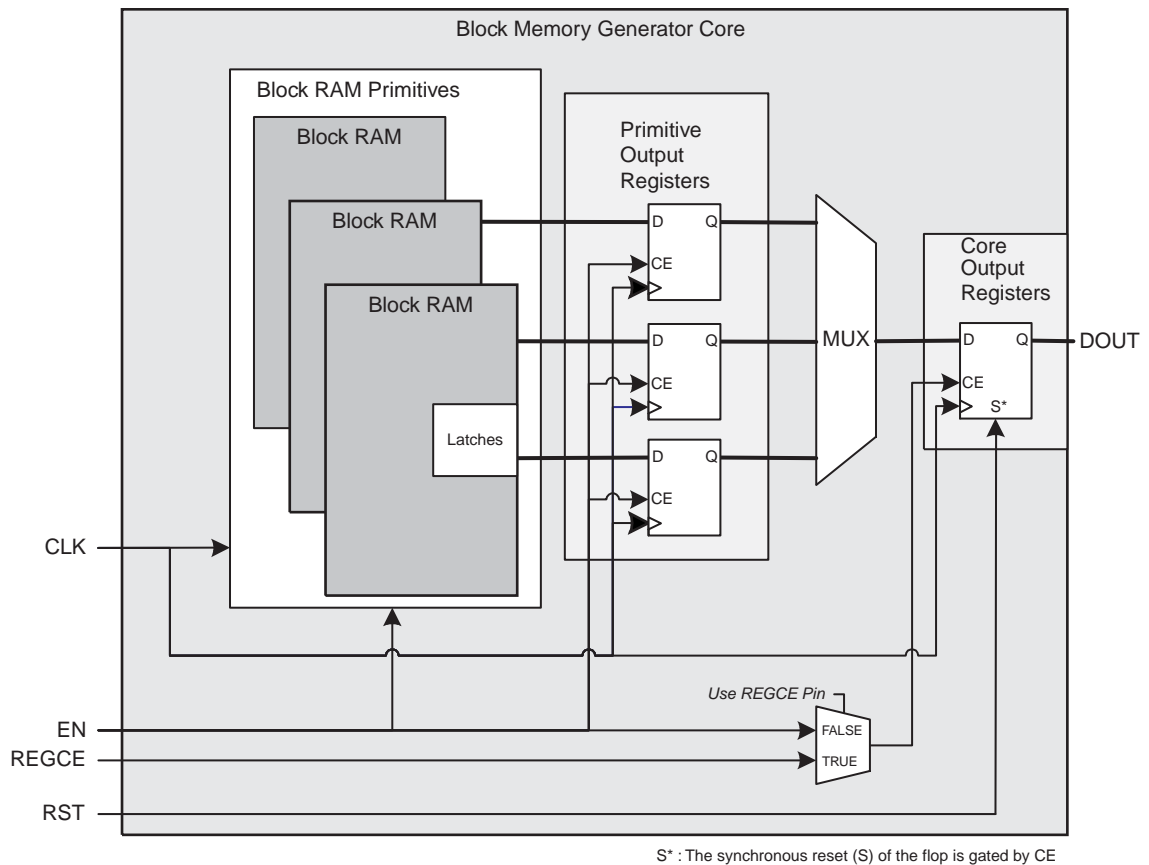 Block Memory Generator Core
Block RAM Primitives
Block RAM
Block RAM
Block RAM
Latches
Primitive
Output
Registers
D Q
CE
D Q
CE
D Q
CE
MUX
Core
Output
Registers
D Q
CE
S*
DOUT
CLK
EN
REGCE
RST
Use REGCE Pin
FALSE
TRUE
S* : The synchronous reset (S) of the flop is gated by CE